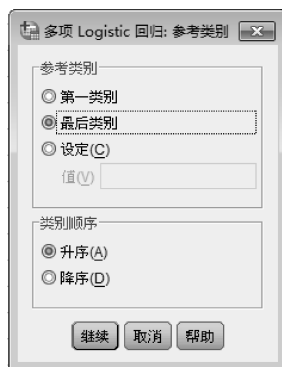 多项 Logistic 回归: 参考类别
参考类别
第一类别
最后类别
设定(C)
值(V)
类别顺序
升序(A)
降序(D)
继续 取消 帮助